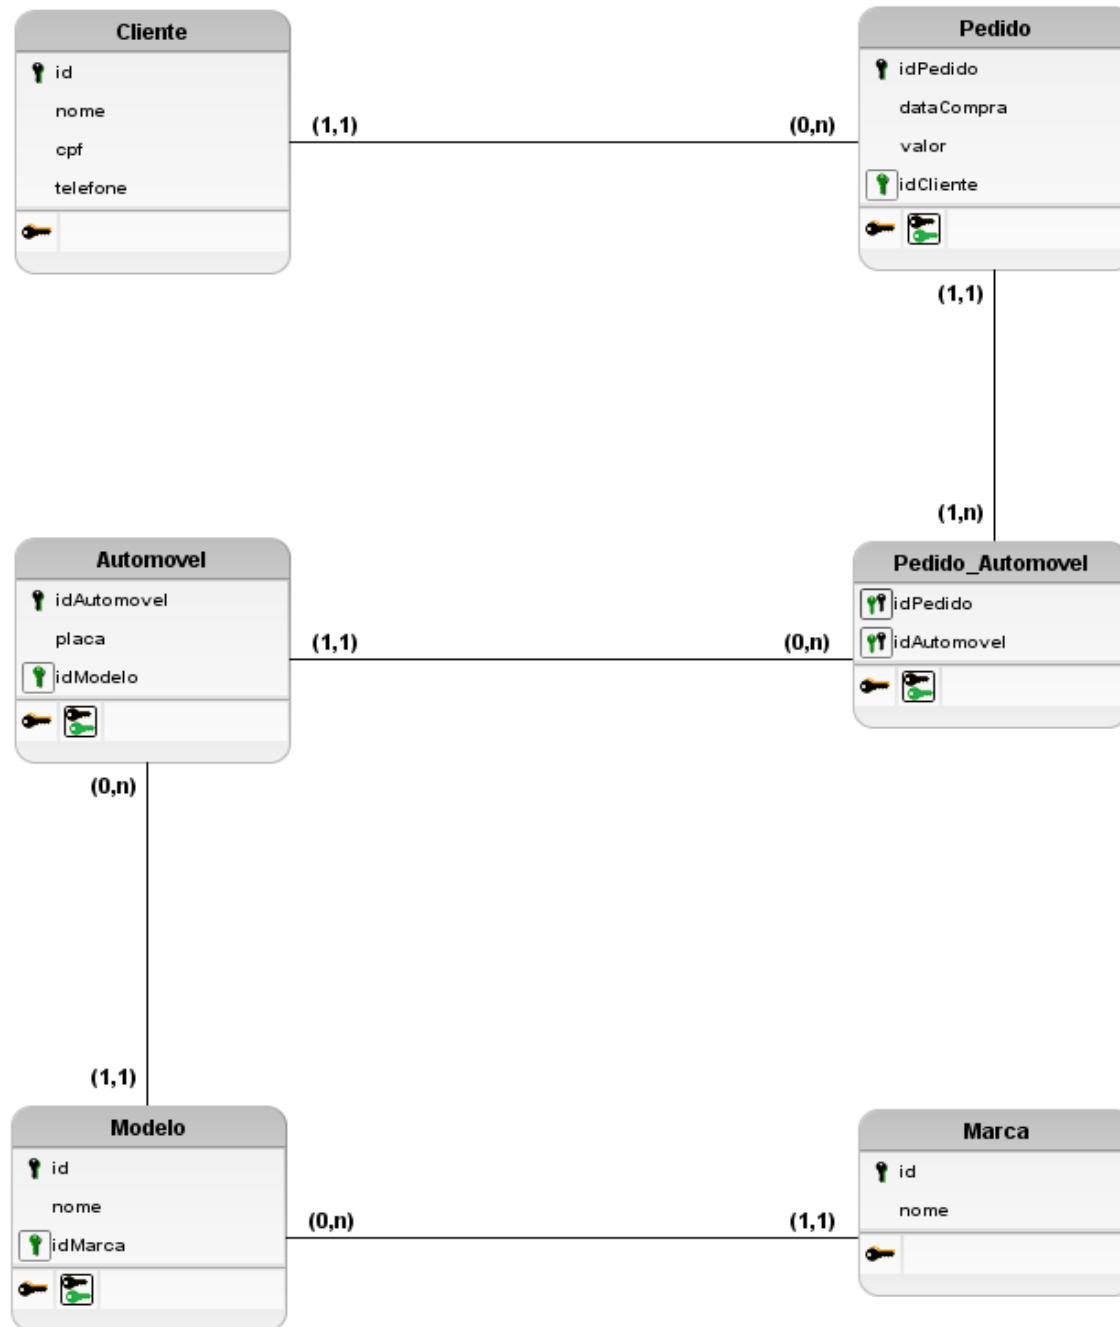 Cliente
id
nome
cpf
telefone
(1,1)
(0,n)
Pedido
idPedido
dataCompra
valor
idCliente
(1,1)
(1,n)
Automovel
idAutomovel
placa
idModelo
(1,1)
(0,n)
Pedido_Automovel
idPedido
idAutomovel
(0,n)
(1,1)
Modelo
id
nome
idMarca
(0,n)
(1,1)
Marca
id
nome